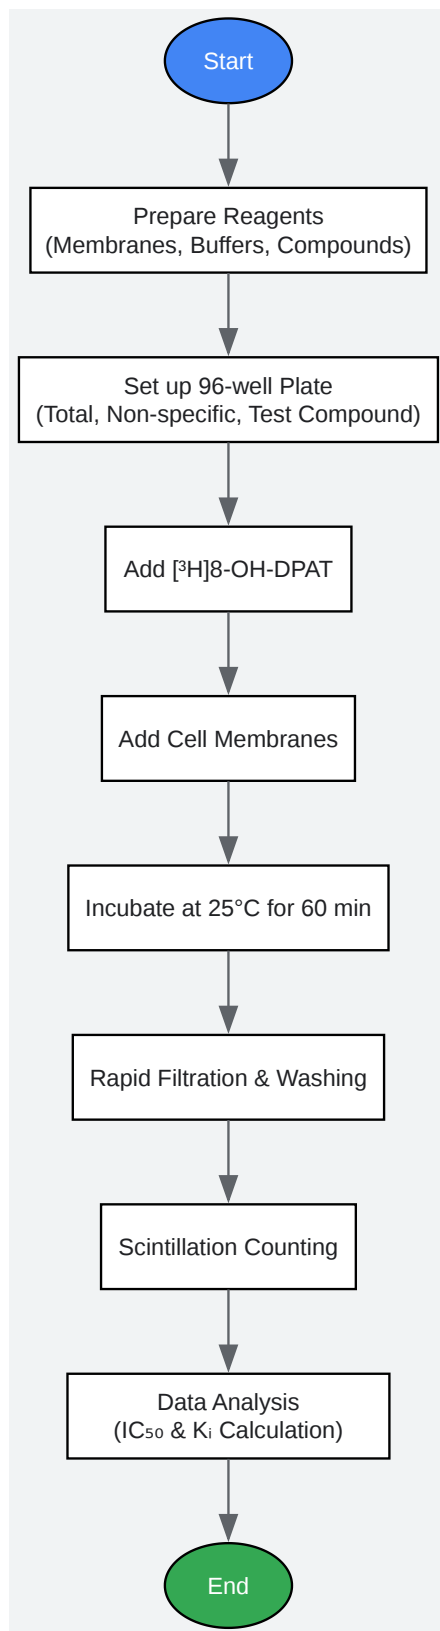 Start
Prepare Reagents
(Membranes, Buffers, Compounds)
Set up 96-well Plate
(Total, Non-specific, Test Compound)
Add [³H]8-OH-DPAT
Add Cell Membranes
Incubate at 25°C for 60 min
Rapid Filtration & Washing
Scintillation Counting
Data Analysis
(IC₅₀ & Kᵢ Calculation)
End